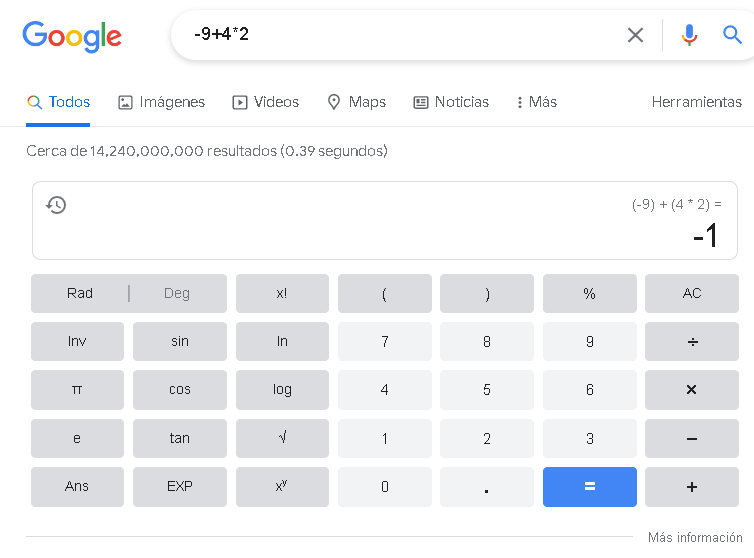 Google -9+4*2
Todos Imágenes Videos Maps Noticias Más Herramientas
Cerca de 14,240,000,000 resultados (0.39 segundos)
(-9) + (4 * 2) =
-1
Rad | Deg x! ( ) % AC
Inv sin ln 7 8 9 ÷
π cos log 4 5 6 ×
e tan √ 1 2 3 −
Ans EXP xʸ 0 . = +
Más información